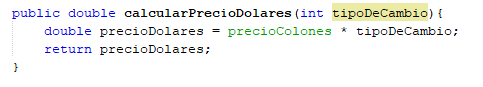 public double calcularPrecioDolares(int tipoDeCambio){
    double precioDolares = precioColones * tipoDeCambio;
    return precioDolares;
}